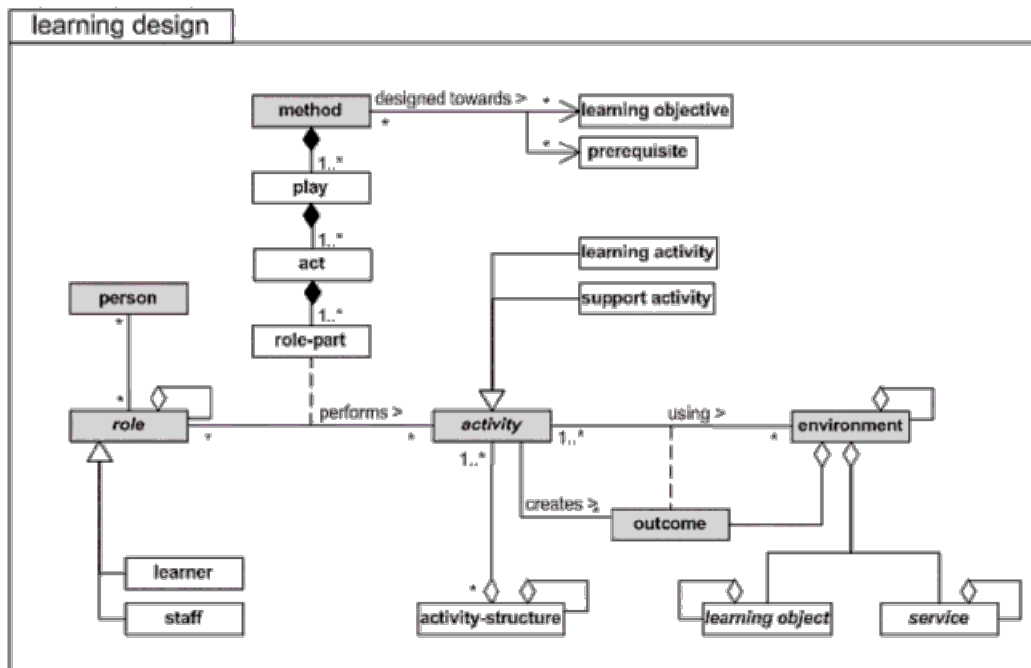 learning design
method
designed towards >
*
*
learning objective
*
prerequisite
1..*
play
1..*
act
1..*
role-part
learning activity
support activity
person
*
*
role
*
performs >
*
activity
1..*
1..*
using >
*
environment
creates >
*
outcome
learner
staff
*
activity-structure
learning object
service